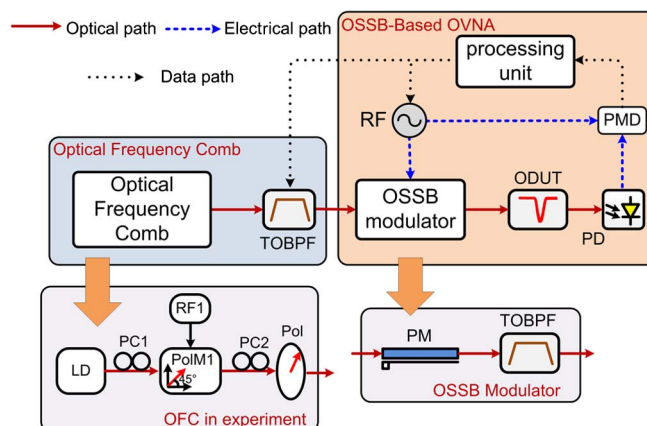 Optical path
Electrical path
Data path
OSSB-Based OVNA
processing
unit
RF
PMD
Optical Frequency Comb
Optical
Frequency
Comb
TOBPF
OSSB
modulator
ODUT
PD
RF1
PC1
PolM1
PC2
Pol
LD
45°
OFC in experiment
PM
TOBPF
OSSB Modulator